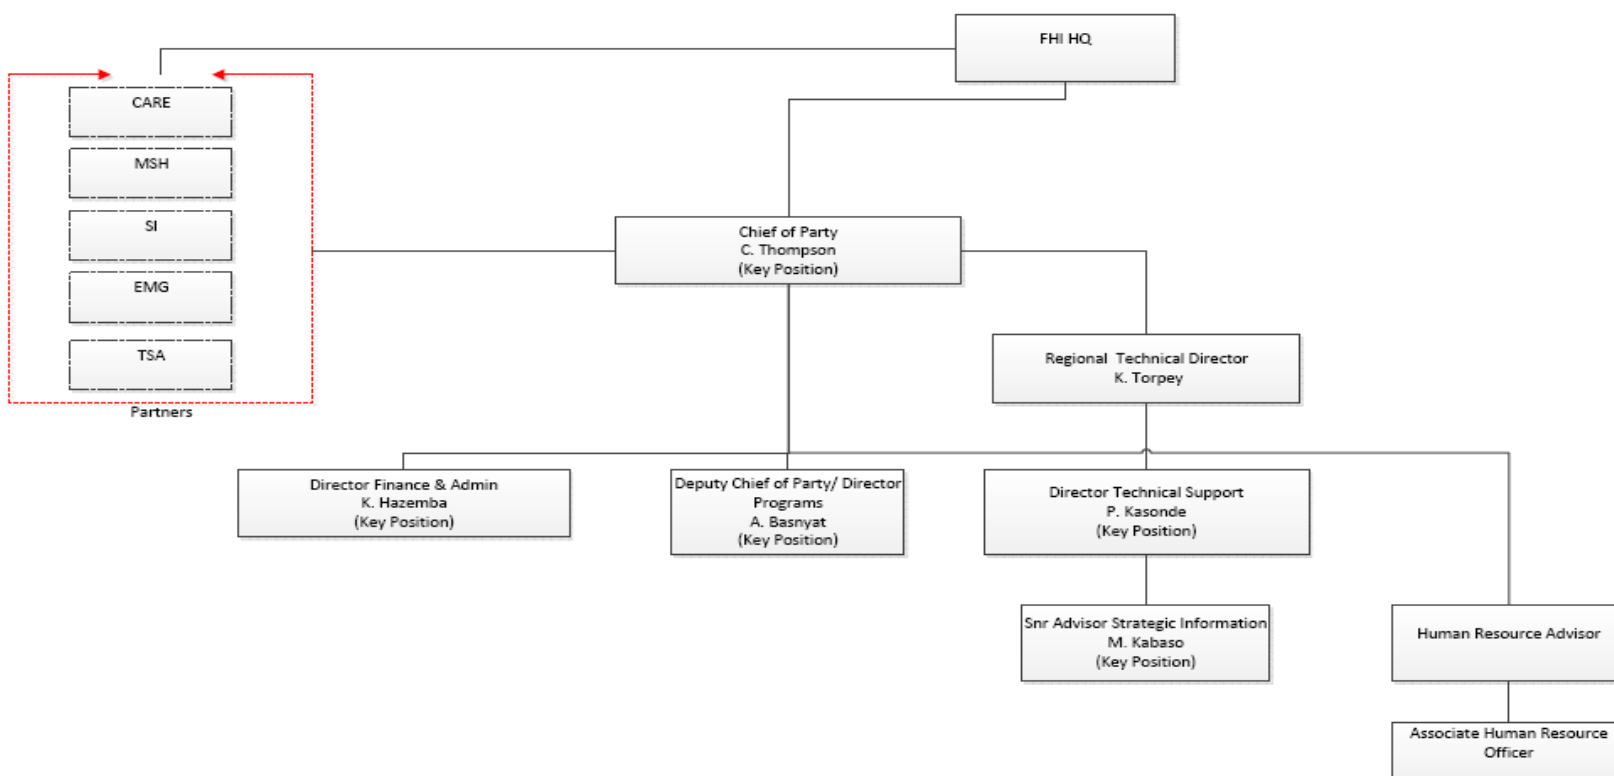 FHI HQ
CARE
MSH
SI
EMG
TSA
Partners
Chief of Party
C. Thompson
(Key Position)
Regional Technical Director
K. Torpey
Director Finance & Admin
K. Hazemba
(Key Position)
Deputy Chief of Party/ Director
Programs
A. Basnyat
(Key Position)
Director Technical Support
P. Kasonde
(Key Position)
Snr Advisor Strategic Information
M. Kabaso
(Key Position)
Human Resource Advisor
Associate Human Resource
Officer